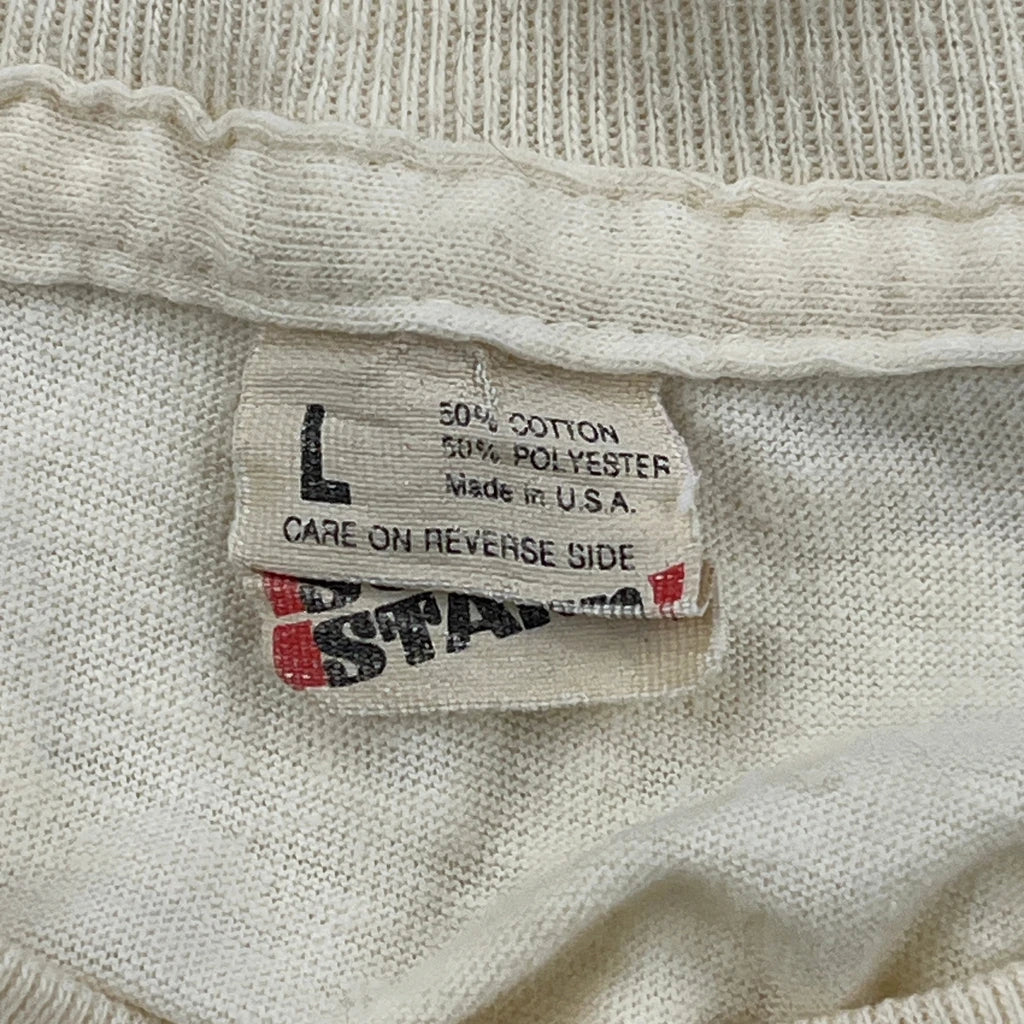 L
50% COTTON
50% POLYESTER
Made in U.S.A.
CARE ON REVERSE SIDE